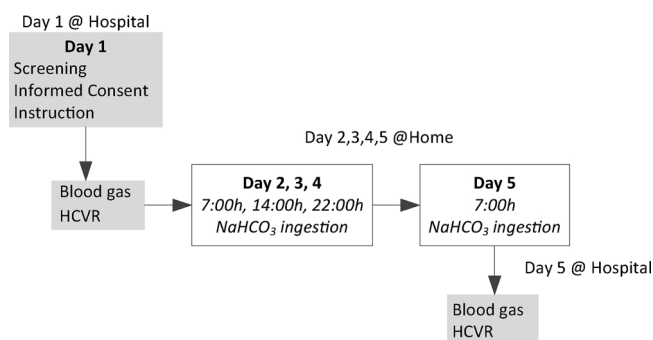 Day 1 @ Hospital
Day 1
Screening
Informed Consent
Instruction
Day 2,3,4,5 @Home
Blood gas
HCVR
Day 2, 3, 4
7:00h, 14:00h, 22:00h
NaHCO₃ ingestion
Day 5
7:00h
NaHCO₃ ingestion
Day 5 @ Hospital
Blood gas
HCVR